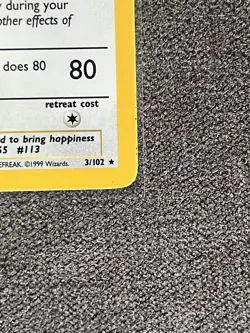 y during your
other effects of
does 80 80
retreat cost
d to bring happiness
55 #113
EFREAK. ©1999 Wizards. 3/102 ★